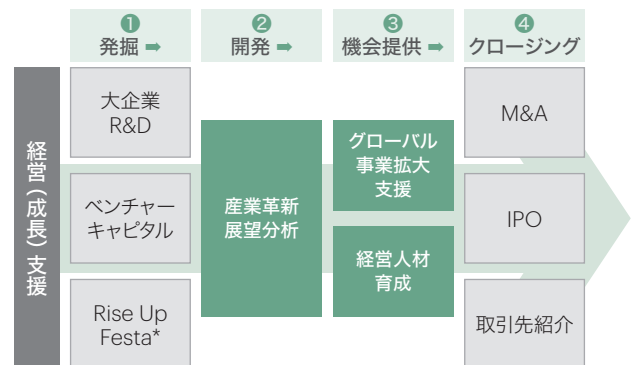 ❶
発掘 ➡
❷
開発 ➡
❸
機会提供 ➡
❹
クロージング
経営(成長)支援
大企業
R&D
ベンチャー
キャピタル
Rise Up
Festa*
産業革新
展望分析
グローバル
事業拡大
支援
経営人材
育成
M&A
IPO
取引先紹介